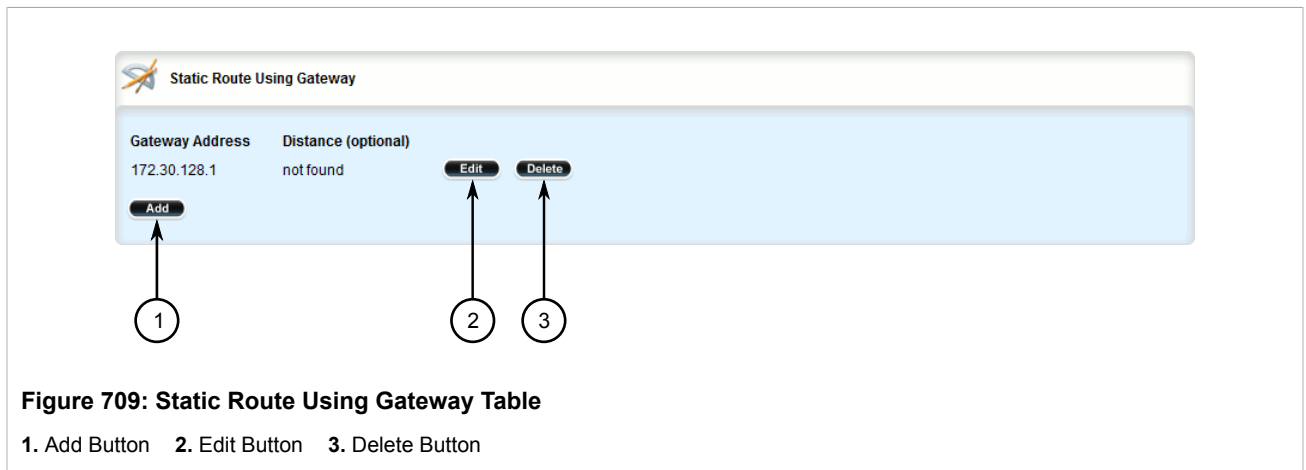 Static Route Using Gateway
Gateway Address Distance (optional)
172.30.128.1 not found Edit Delete
Add
1 2 3
Figure 709: Static Route Using Gateway Table
1. Add Button 2. Edit Button 3. Delete Button